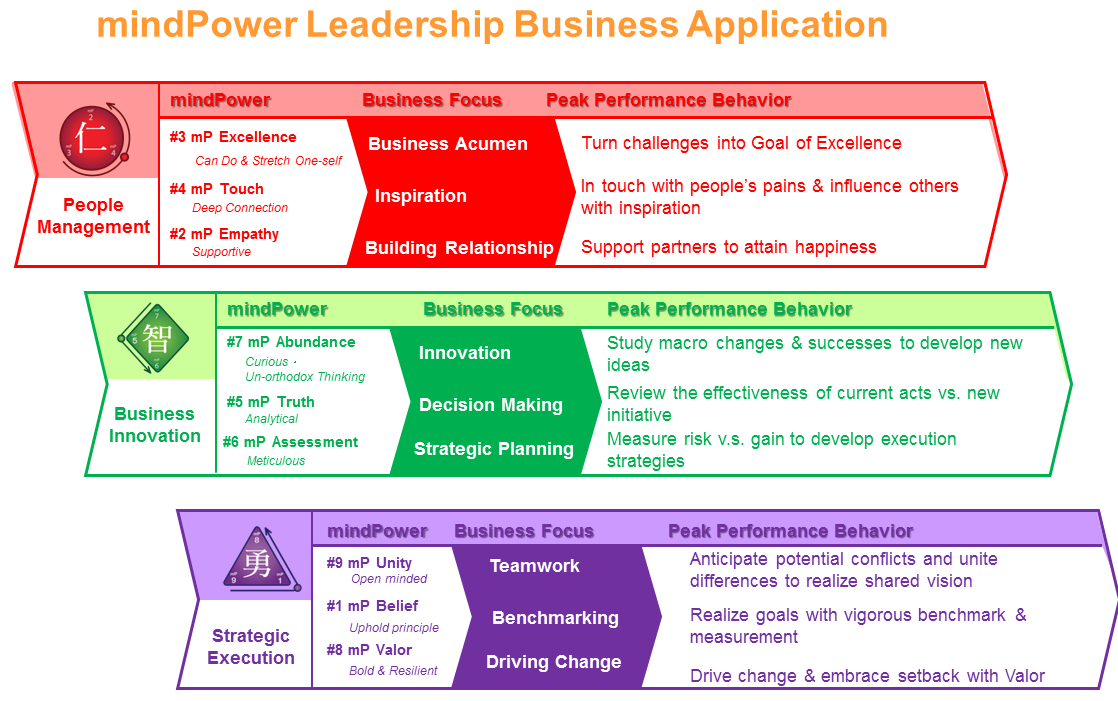 mindPower Leadership Business Application
mindPower Business Focus Peak Performance Behavior
2
仁
3 4
People
Management
#3 mP Excellence
Can Do & Stretch One-self
Business Acumen
Turn challenges into Goal of Excellence
#4 mP Touch
Deep Connection
Inspiration
In touch with people's pains & influence others
with inspiration
#2 mP Empathy
Supportive
Building Relationship
Support partners to attain happiness
mindPower Business Focus Peak Performance Behavior
7
智
5
6
Business
Innovation
#7 mP Abundance
Curious・
Un-orthodox Thinking
Innovation
Study macro changes & successes to develop new
ideas
#5 mP Truth
Analytical
Decision Making
Review the effectiveness of current acts vs. new
initiative
#6 mP Assessment
Meticulous
Strategic Planning
Measure risk v.s. gain to develop execution
strategies
mindPower Business Focus Peak Performance Behavior
8
勇
9 1
Strategic
Execution
#9 mP Unity
Open minded
Teamwork
Anticipate potential conflicts and unite
differences to realize shared vision
#1 mP Belief
Uphold principle
Benchmarking
Realize goals with vigorous benchmark &
measurement
#8 mP Valor
Bold & Resilient
Driving Change
Drive change & embrace setback with Valor